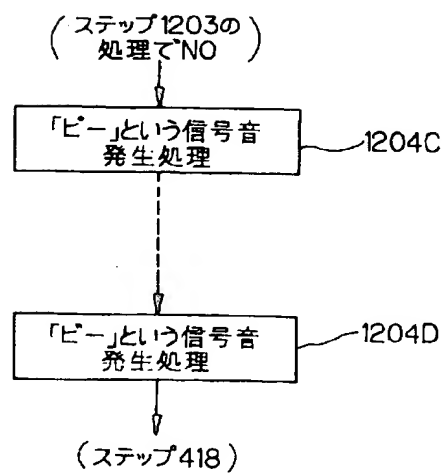 (ステップ1203の
処理でNO)
「ピー」という信号音
発生処理
1204C
「ピー」という信号音
発生処理
1204D
(ステップ418)